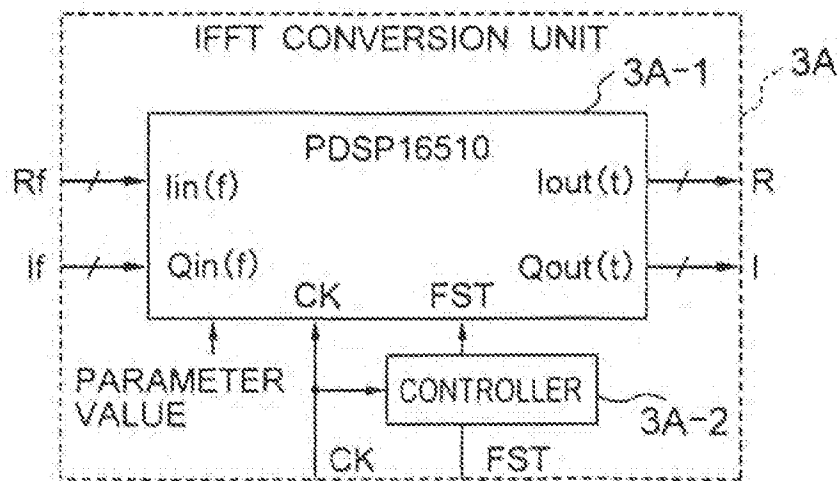 IFFT CONVERSION UNIT
3A-1
3A
PDSP16510
Rf
Iin(f)
Iout(t)
R
If
Qin(f)
Qout(t)
I
CK
FST
PARAMETER
VALUE
CONTROLLER
3A-2
CK
FST